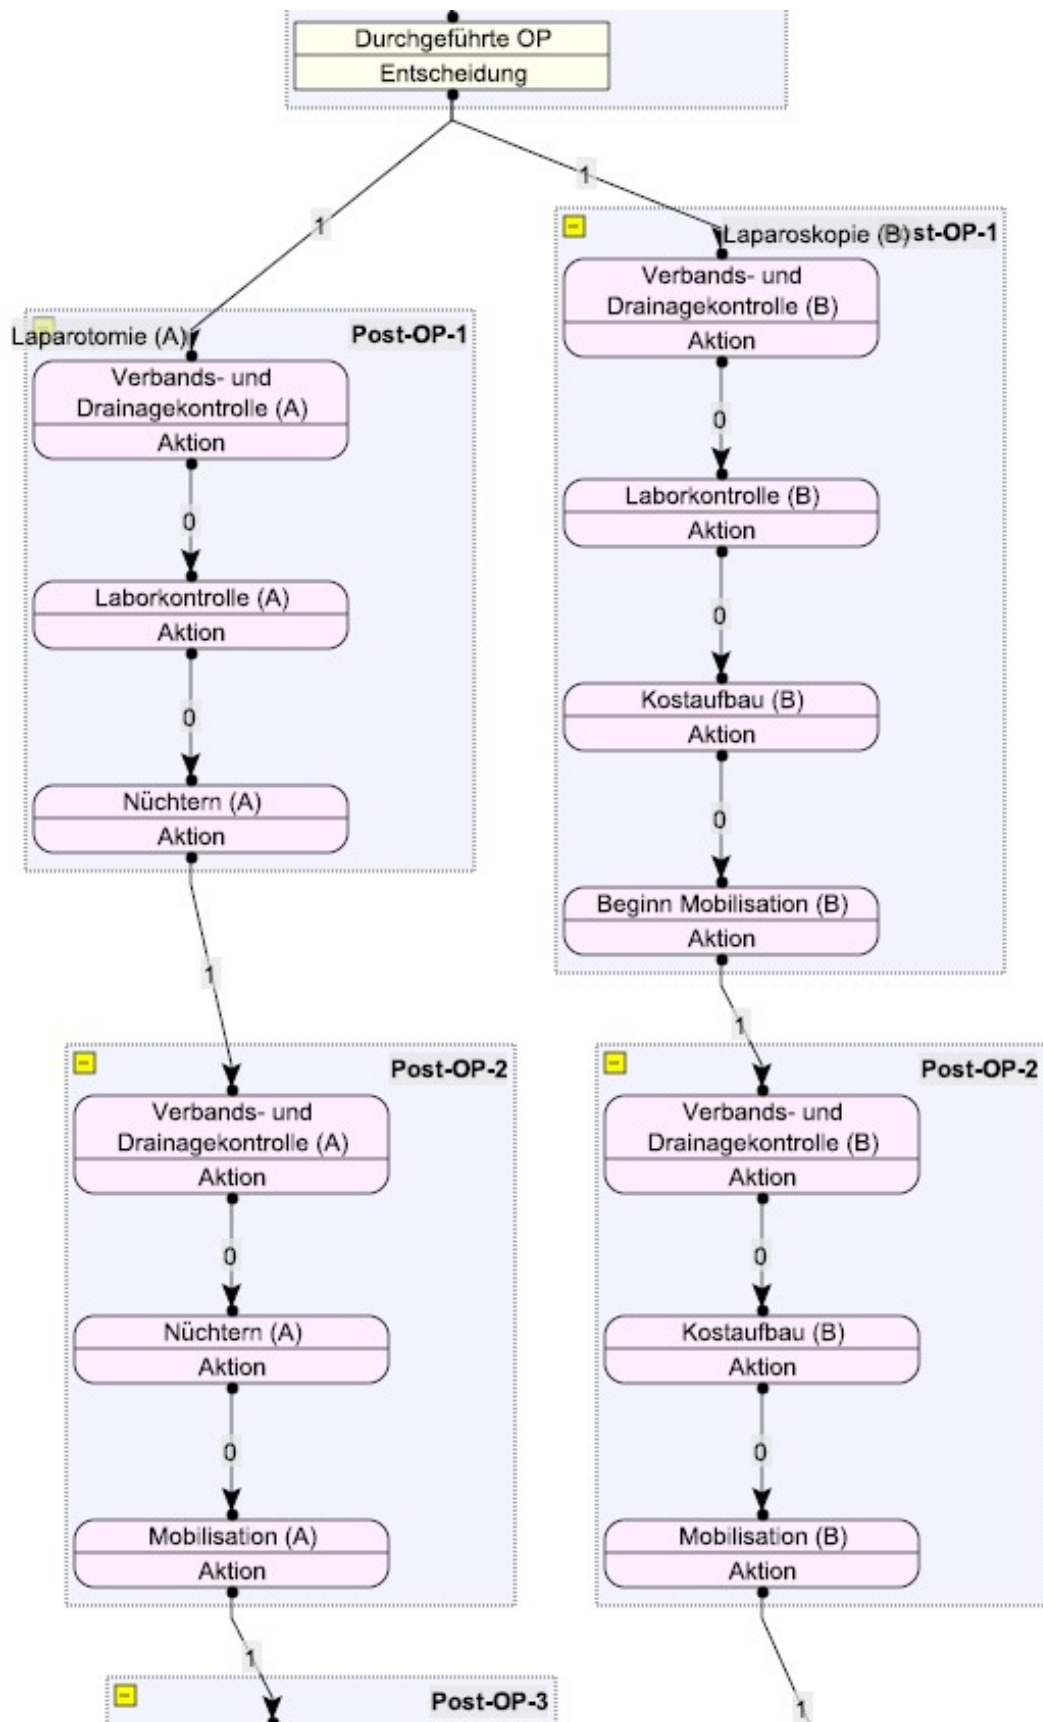 Durchgeführte OP
Entscheidung
1
1
Laparotomie (A)
Post-OP-1
Verbands- und
Drainagekontrolle (A)
Aktion
0
Laborkontrolle (A)
Aktion
0
Nüchtern (A)
Aktion
1
Post-OP-2
Verbands- und
Drainagekontrolle (A)
Aktion
0
Nüchtern (A)
Aktion
0
Mobilisation (A)
Aktion
1
Post-OP-3
Laparoskopie (B)
st-OP-1
Verbands- und
Drainagekontrolle (B)
Aktion
0
Laborkontrolle (B)
Aktion
0
Kostaufbau (B)
Aktion
0
Beginn Mobilisation (B)
Aktion
1
Post-OP-2
Verbands- und
Drainagekontrolle (B)
Aktion
0
Kostaufbau (B)
Aktion
0
Mobilisation (B)
Aktion
1